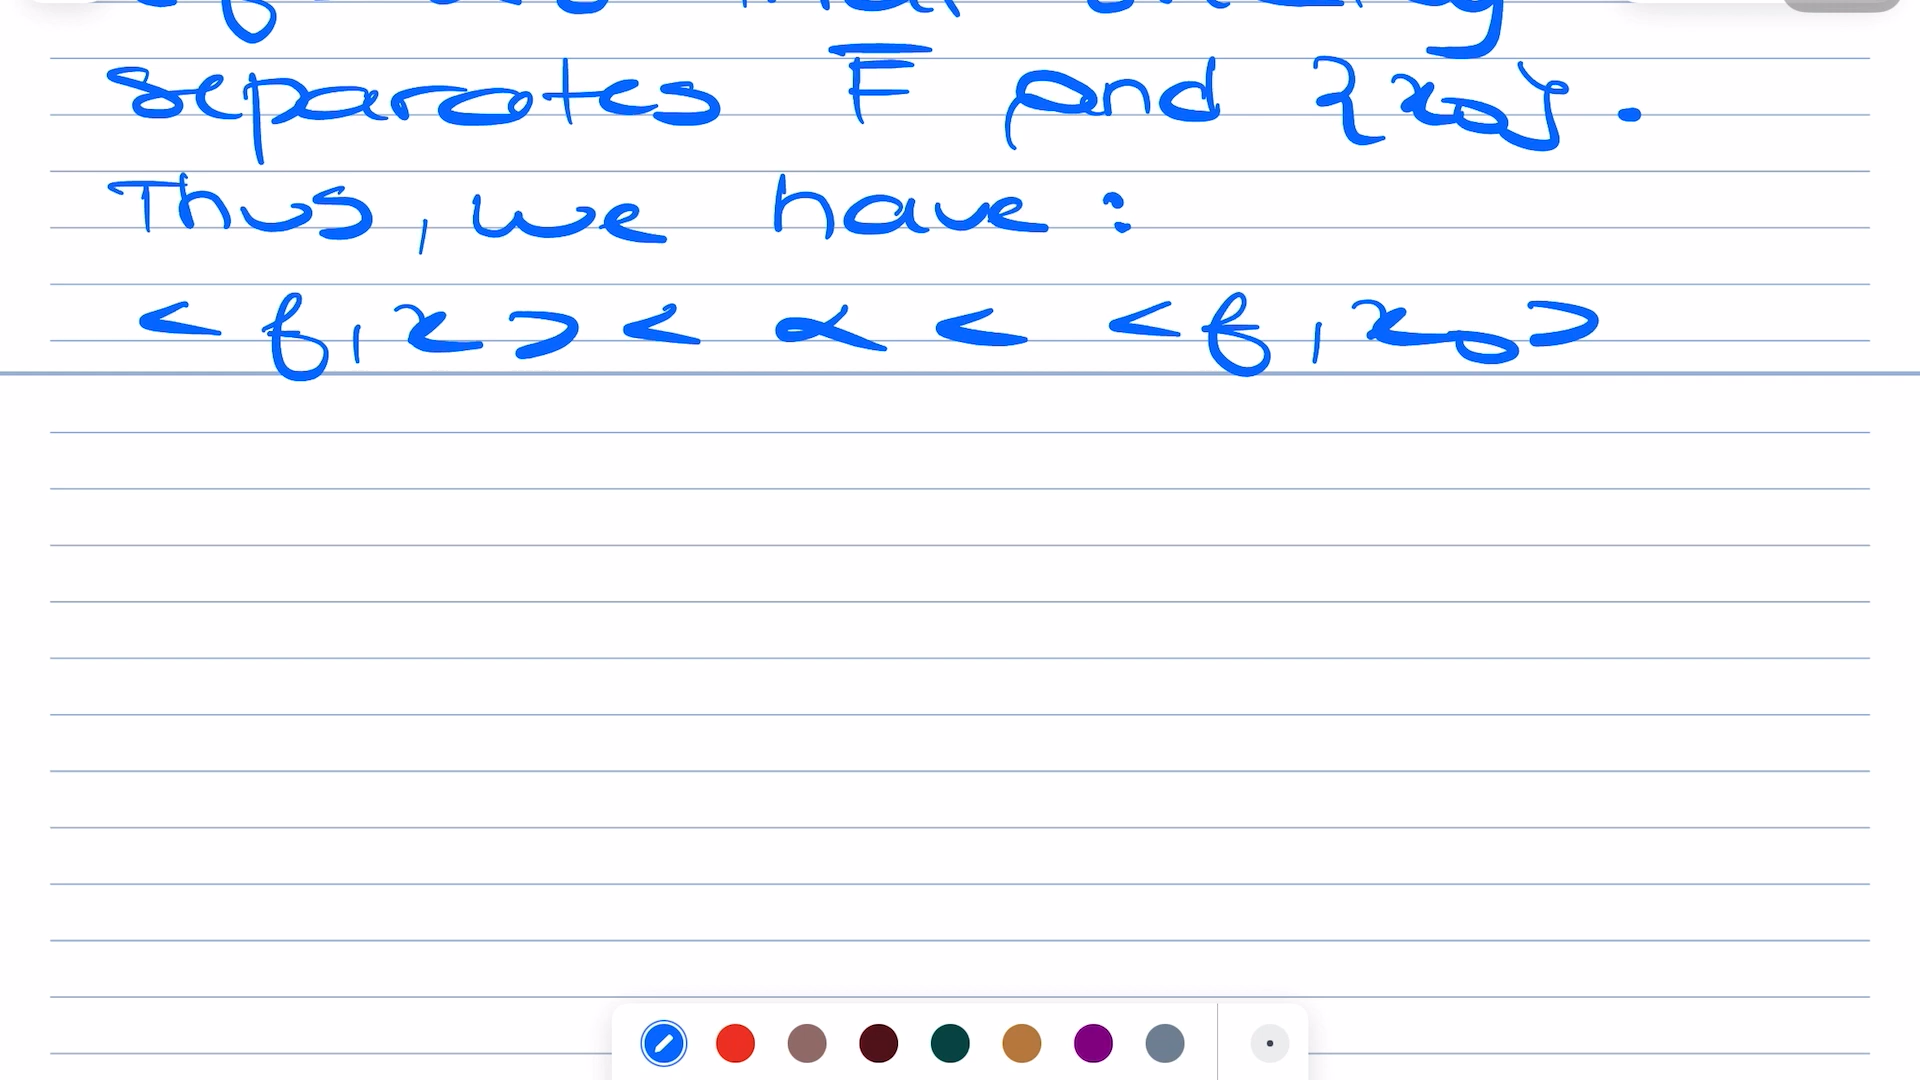 separates F̅ and {x₀}.
Thus, we have:
<f,x> < α < <f,x₀>